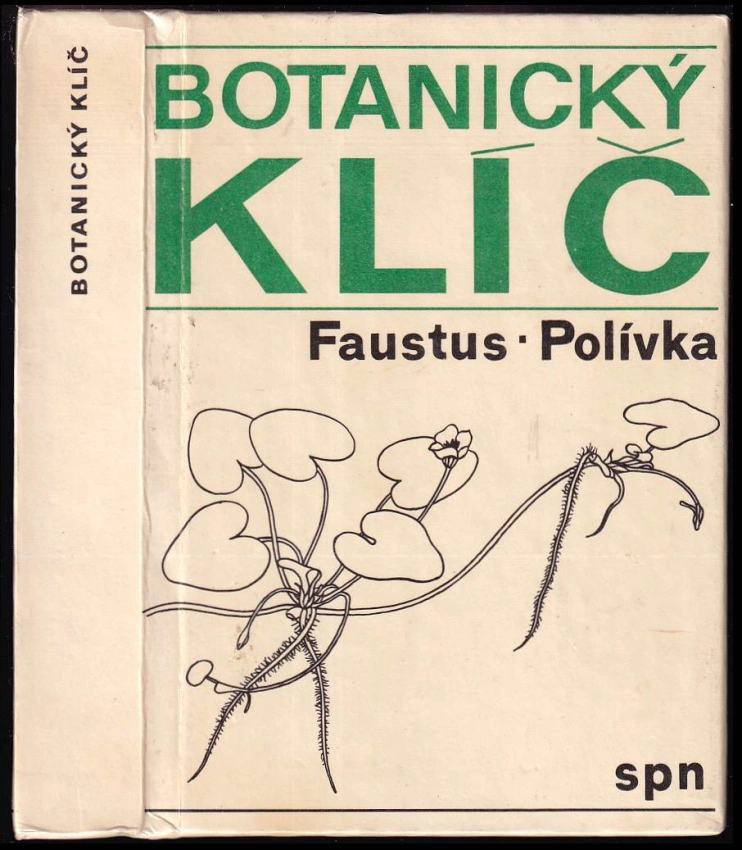 BOTANICKÝ KLÍČ
BOTANICKÝ
KLÍČ
Faustus · Polívka
spn